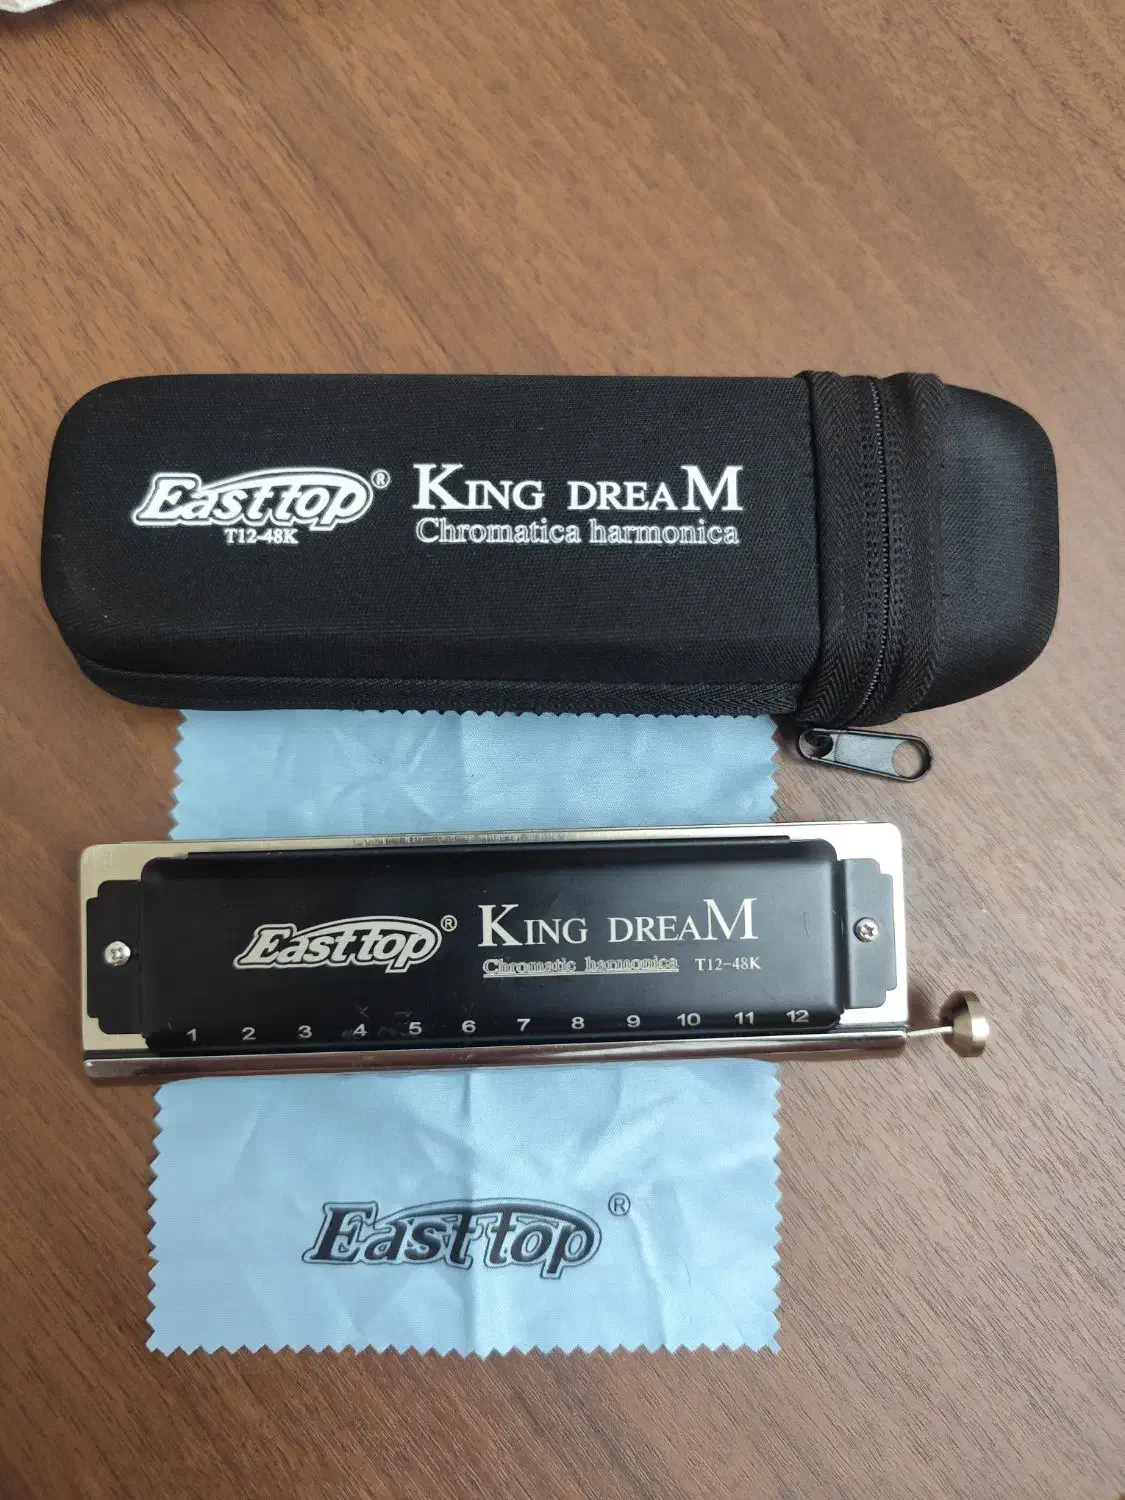 Easttop® KING DREAM
T12-48K Chromatica harmonica
Easttop® KING DREAM
Chromatic harmonica T12-48K
1 2 3 4 5 6 7 8 9 10 11 12
Easttop®